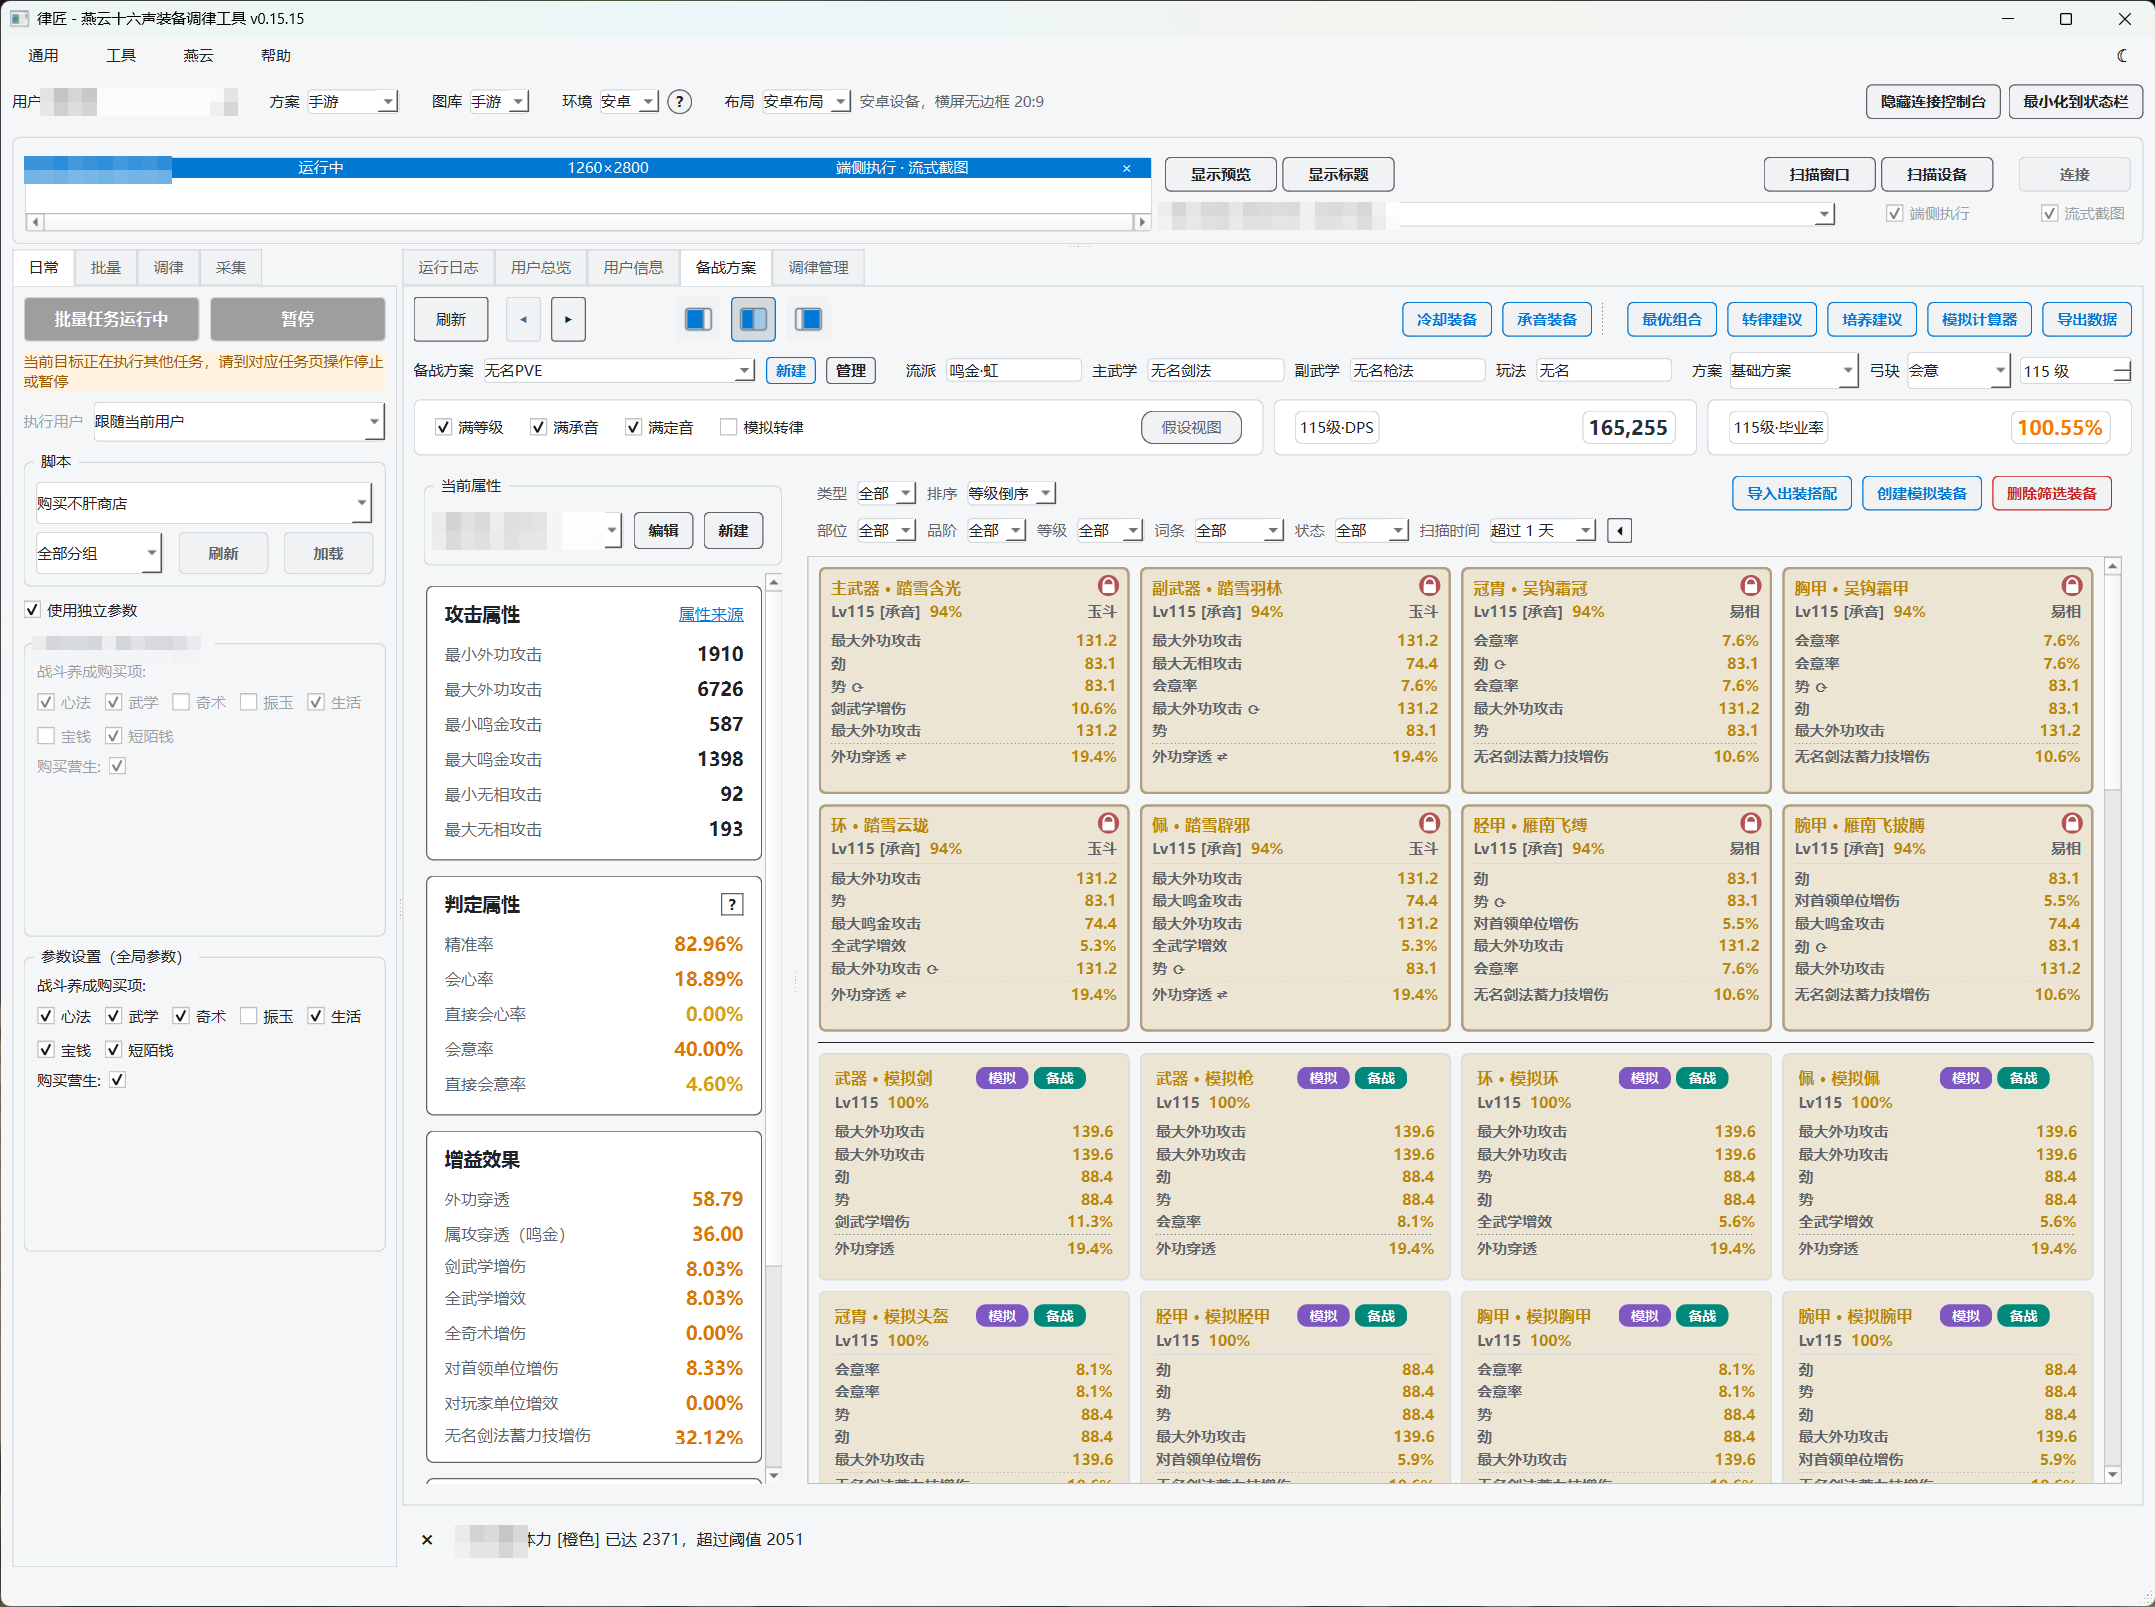 律匠 - 燕云十六声装备调律工具 v0.15.15
通用 工具 燕云 帮助
用户 方案 手游 图库 手游 环境 安卓 ? 布局 安卓布局 安卓设备，横屏无边框 20:9 隐藏连接控制台 最小化到状态栏
运行中 1260×2800 端侧执行 · 流式截图 ×
显示预览 显示标题 扫描窗口 扫描设备 连接
端侧执行 流式截图
日常 批量 调律 采集
批量任务运行中 暂停
当前目标正在执行其他任务，请到对应任务页操作停止
或暂停
执行用户 跟随当前用户
脚本
购买不肝商店
全部分组 刷新 加载
使用独立参数
战斗养成购买项:
心法 武学 奇术 振玉 生活
宝钱 短陌钱
购买营生:
参数设置（全局参数）
战斗养成购买项:
心法 武学 奇术 振玉 生活
宝钱 短陌钱
购买营生:
运行日志 用户总览 用户信息 备战方案 调律管理
刷新 冷却装备 承音装备 最优组合 转律建议 培养建议 模拟计算器 导出数据
备战方案 无名PVE 新建 管理 流派 鸣金·虹 主武学 无名剑法 副武学 无名枪法 玩法 无名 方案 基础方案 弓玦 会意 115 级
满等级 满承音 满定音 模拟转律 假设视图 115级·DPS 165,255 115级·毕业率 100.55%
当前属性
编辑 新建
攻击属性 属性来源
最小外功攻击 1910
最大外功攻击 6726
最小鸣金攻击 587
最大鸣金攻击 1398
最小无相攻击 92
最大无相攻击 193
判定属性 ?
精准率 82.96%
会心率 18.89%
直接会心率 0.00%
会意率 40.00%
直接会意率 4.60%
增益效果
外功穿透 58.79
属攻穿透（鸣金） 36.00
剑武学增伤 8.03%
全武学增效 8.03%
全奇术增伤 0.00%
对首领单位增伤 8.33%
对玩家单位增效 0.00%
无名剑法蓄力技增伤 32.12%
类型 全部 排序 等级倒序 导入出装搭配 创建模拟装备 删除筛选装备
部位 全部 品阶 全部 等级 全部 词条 全部 状态 全部 扫描时间 超过 1 天
主武器 • 踏雪含光
Lv115 [承音] 94% 玉斗
最大外功攻击 131.2
劲 83.1
势 ⟳ 83.1
剑武学增伤 10.6%
最大外功攻击 131.2
外功穿透 ⇌ 19.4%
副武器 • 踏雪羽林
Lv115 [承音] 94% 玉斗
最大外功攻击 131.2
最大无相攻击 74.4
会意率 7.6%
最大外功攻击 ⟳ 131.2
势 83.1
外功穿透 ⇌ 19.4%
冠胄 • 吴钩霜冠
Lv115 [承音] 94% 易相
会意率 7.6%
劲 ⟳ 83.1
会意率 7.6%
最大外功攻击 131.2
势 83.1
无名剑法蓄力技增伤 10.6%
胸甲 • 吴钩霜甲
Lv115 [承音] 94% 易相
会意率 7.6%
会意率 7.6%
势 ⟳ 83.1
劲 83.1
最大外功攻击 131.2
无名剑法蓄力技增伤 10.6%
环 • 踏雪云珑
Lv115 [承音] 94% 玉斗
最大外功攻击 131.2
势 83.1
最大鸣金攻击 74.4
全武学增效 5.3%
最大外功攻击 ⟳ 131.2
外功穿透 ⇌ 19.4%
佩 • 踏雪辟邪
Lv115 [承音] 94% 玉斗
最大外功攻击 131.2
最大鸣金攻击 74.4
最大外功攻击 131.2
全武学增效 5.3%
势 ⟳ 83.1
外功穿透 ⇌ 19.4%
胫甲 • 雁南飞缚
Lv115 [承音] 94% 易相
劲 83.1
势 ⟳ 83.1
对首领单位增伤 5.5%
最大外功攻击 131.2
会意率 7.6%
无名剑法蓄力技增伤 10.6%
腕甲 • 雁南飞披膊
Lv115 [承音] 94% 易相
劲 83.1
对首领单位增伤 5.5%
最大鸣金攻击 74.4
劲 ⟳ 83.1
最大外功攻击 131.2
无名剑法蓄力技增伤 10.6%
武器 • 模拟剑 模拟 备战
Lv115 100%
最大外功攻击 139.6
最大外功攻击 139.6
劲 88.4
势 88.4
剑武学增伤 11.3%
外功穿透 19.4%
武器 • 模拟枪 模拟 备战
Lv115 100%
最大外功攻击 139.6
最大外功攻击 139.6
劲 88.4
势 88.4
会意率 8.1%
外功穿透 19.4%
环 • 模拟环 模拟 备战
Lv115 100%
最大外功攻击 139.6
最大外功攻击 139.6
势 88.4
劲 88.4
全武学增效 5.6%
外功穿透 19.4%
佩 • 模拟佩 模拟 备战
Lv115 100%
最大外功攻击 139.6
最大外功攻击 139.6
劲 88.4
势 88.4
全武学增效 5.6%
外功穿透 19.4%
冠胄 • 模拟头盔 模拟 备战
Lv115 100%
会意率 8.1%
会意率 8.1%
势 88.4
劲 88.4
最大外功攻击 139.6
胫甲 • 模拟胫甲 模拟 备战
Lv115 100%
劲 88.4
劲 88.4
势 88.4
最大外功攻击 139.6
对首领单位增伤 5.9%
胸甲 • 模拟胸甲 模拟 备战
Lv115 100%
会意率 8.1%
会意率 8.1%
势 88.4
劲 88.4
最大外功攻击 139.6
腕甲 • 模拟腕甲 模拟 备战
Lv115 100%
劲 88.4
势 88.4
劲 88.4
最大外功攻击 139.6
对首领单位增伤 5.9%
× 体力 [橙色] 已达 2371，超过阈值 2051